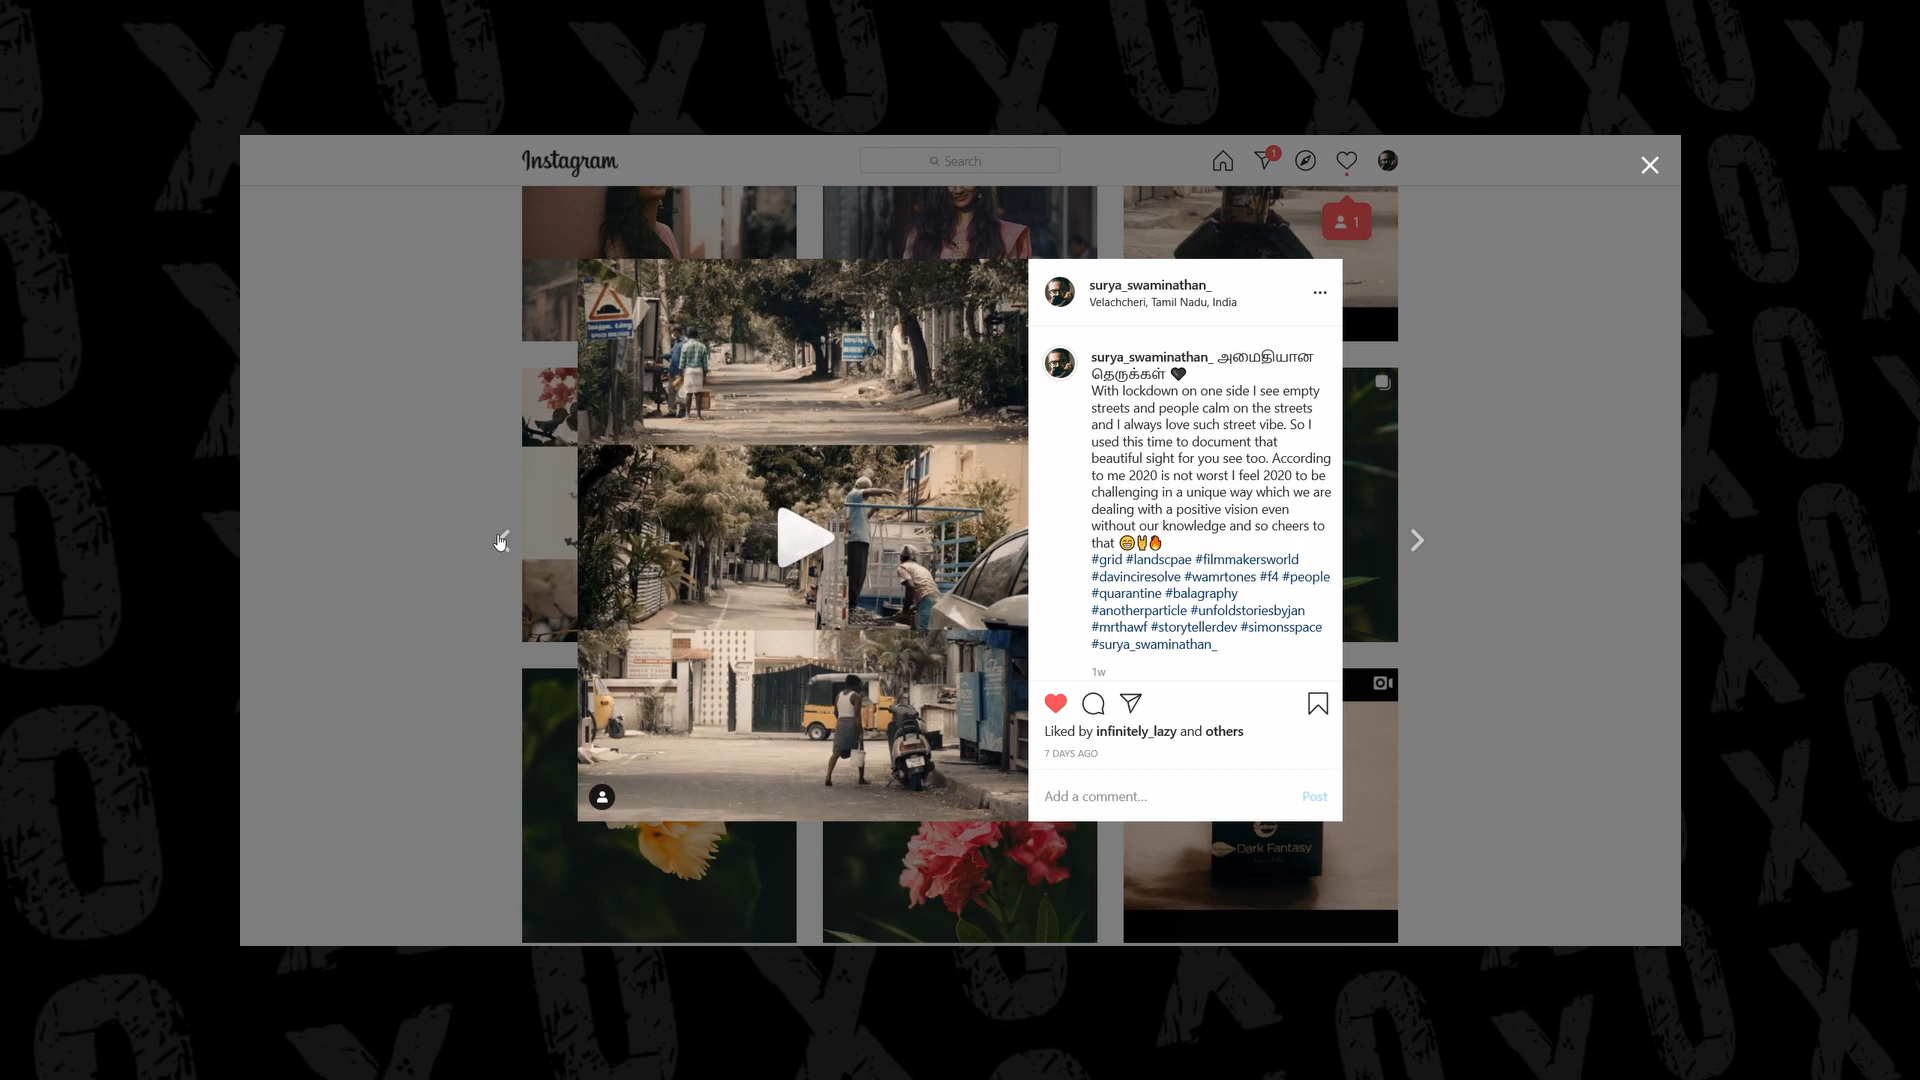 Instagram
Search
1
1
surya_swaminathan_
Velachcheri, Tamil Nadu, India
surya_swaminathan_ அமைதியான
தெருக்கள் 🖤
With lockdown on one side I see empty
streets and people calm on the streets
and I always love such street vibe. So I
used this time to document that
beautiful sight for you see too. According
to me 2020 is not worst I feel 2020 to be
challenging in a unique way which we are
dealing with a positive vision even
without our knowledge and so cheers to
that 😁🤘🔥
#grid #landscpae #filmmakersworld
#davinciresolve #wamrtones #f4 #people
#quarantine #balagraphy
#anotherparticle #unfoldstoriesbyjan
#mrthawf #storytellerdev #simonsspace
#surya_swaminathan_
1w
Liked by infinitely_lazy and others
7 DAYS AGO
Add a comment...
Post
Dark Fantasy